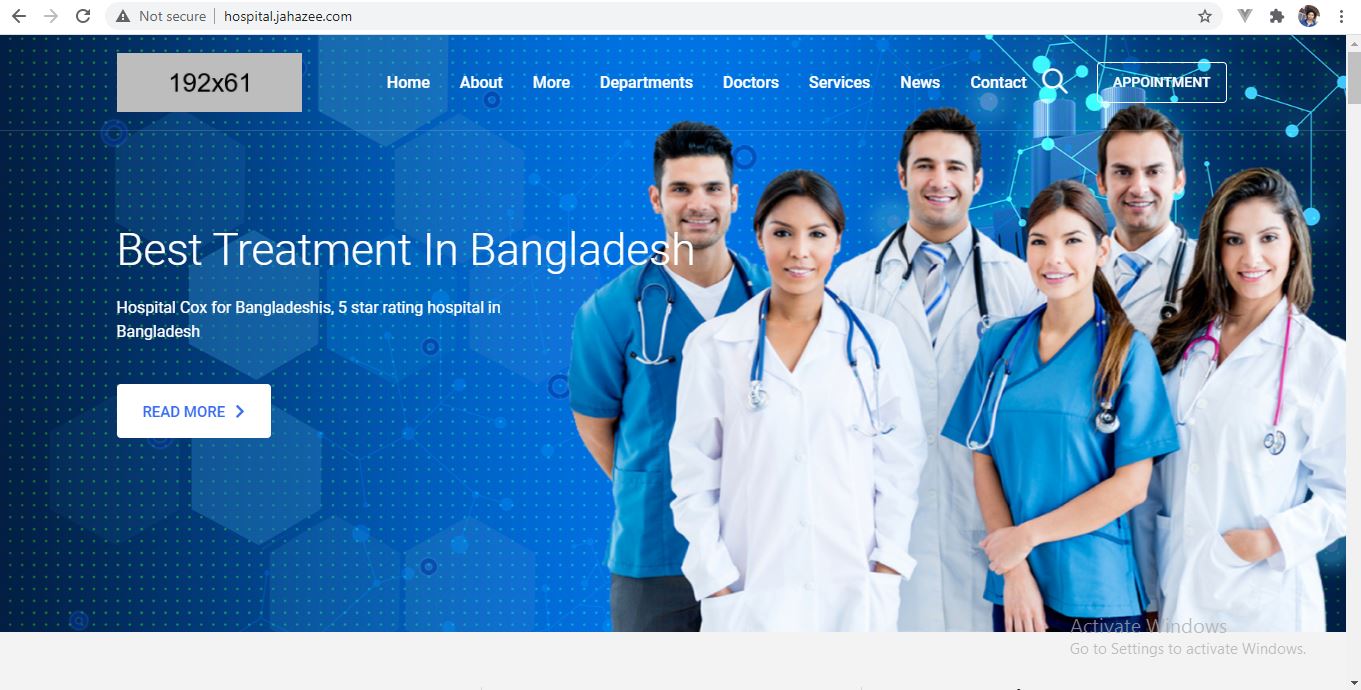 Not secure | hospital.jahazee.com
192x61
Home About More Departments Doctors Services News Contact APPOINTMENT
Best Treatment In Bangladesh
Hospital Cox for Bangladeshis, 5 star rating hospital in
Bangladesh
READ MORE
Activate Windows
Go to Settings to activate Windows.